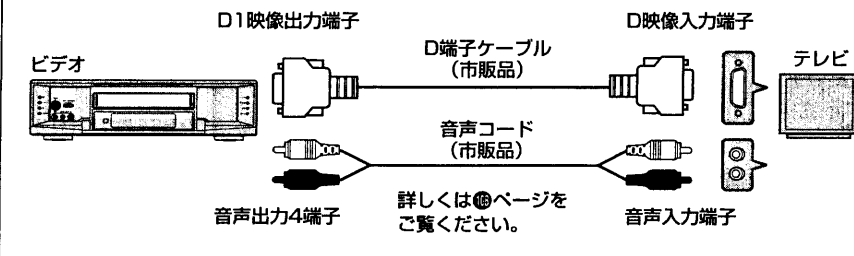 D1映像出力端子
D映像入力端子
ビデオ
D端子ケーブル
（市販品）
テレビ
音声コード
（市販品）
音声出力4端子
詳しくは ページを
ご覧ください。
音声入力端子